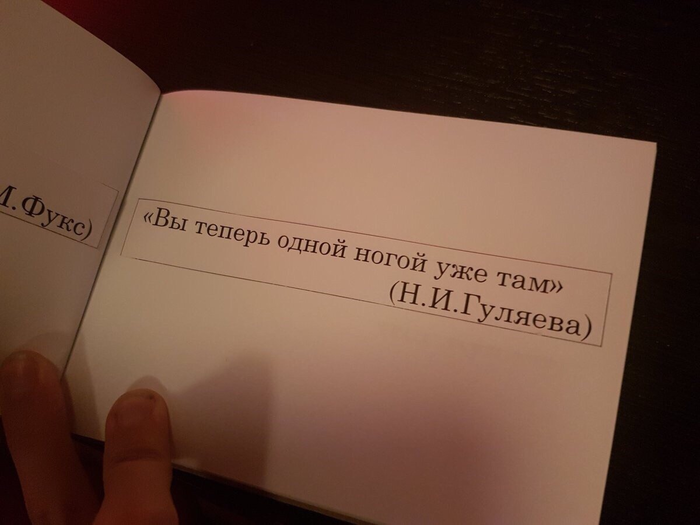 М.Фукс)
«Вы теперь одной ногой уже там»
(Н.И.Гуляева)